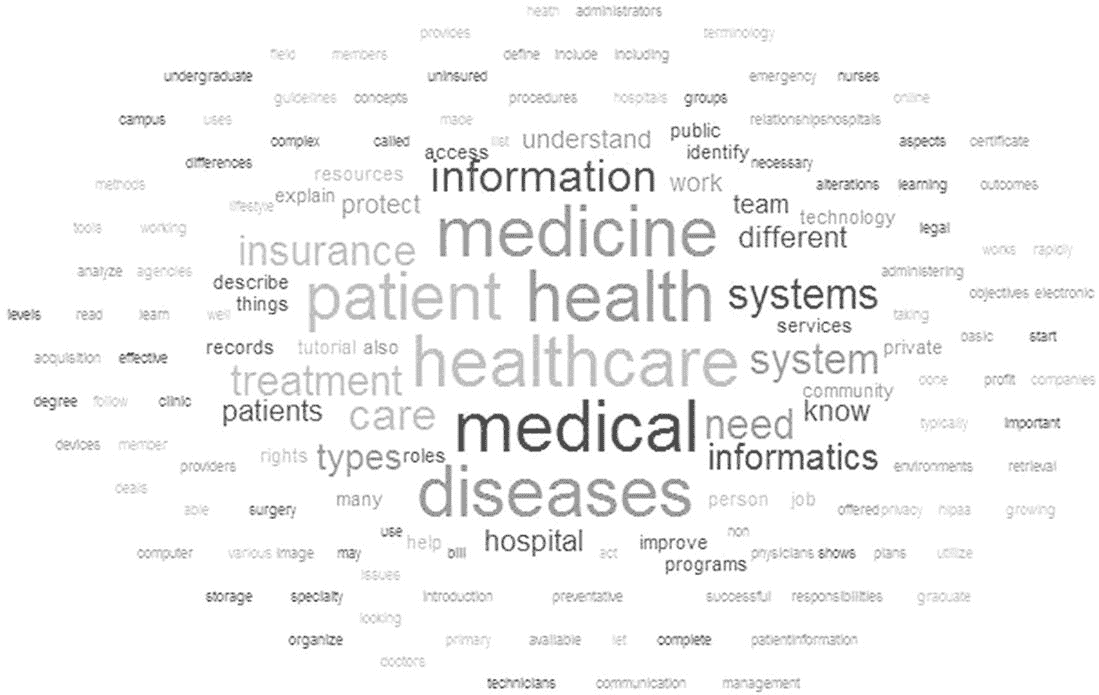 heath administrators
provides terminology
field members define include including
undergraduate uninsured emergency nurses
guidelines concepts procedures hospitals groups online
campus uses made relationshipshospitals
complex called list understand public aspects certificate
differences access identify necessary
methods resources information work alterations learning outcomes
lifestyle explain protect team technology
tools working medicine different legal
insurance works rapidly
analyze agencies administering
describe patient health systems objectives electronic
things
levels read learn well services taking
records tutorial also healthcare system private basic start
acquisition effective
treatment community done profit companies
degree follow clinic patients care medical need know typically important
devices member
providers rights types roles informatics environments retrieval
deals diseases
able surgery many person job offered privacy hipaa growing
use help bill hospital act improve non
computer various image may programs physicians shows plans utilize
issues
storage specialty introduction preventative successful responsibilities graduate
looking
organize primary available let complete patientinformation
doctors
technicians communication management